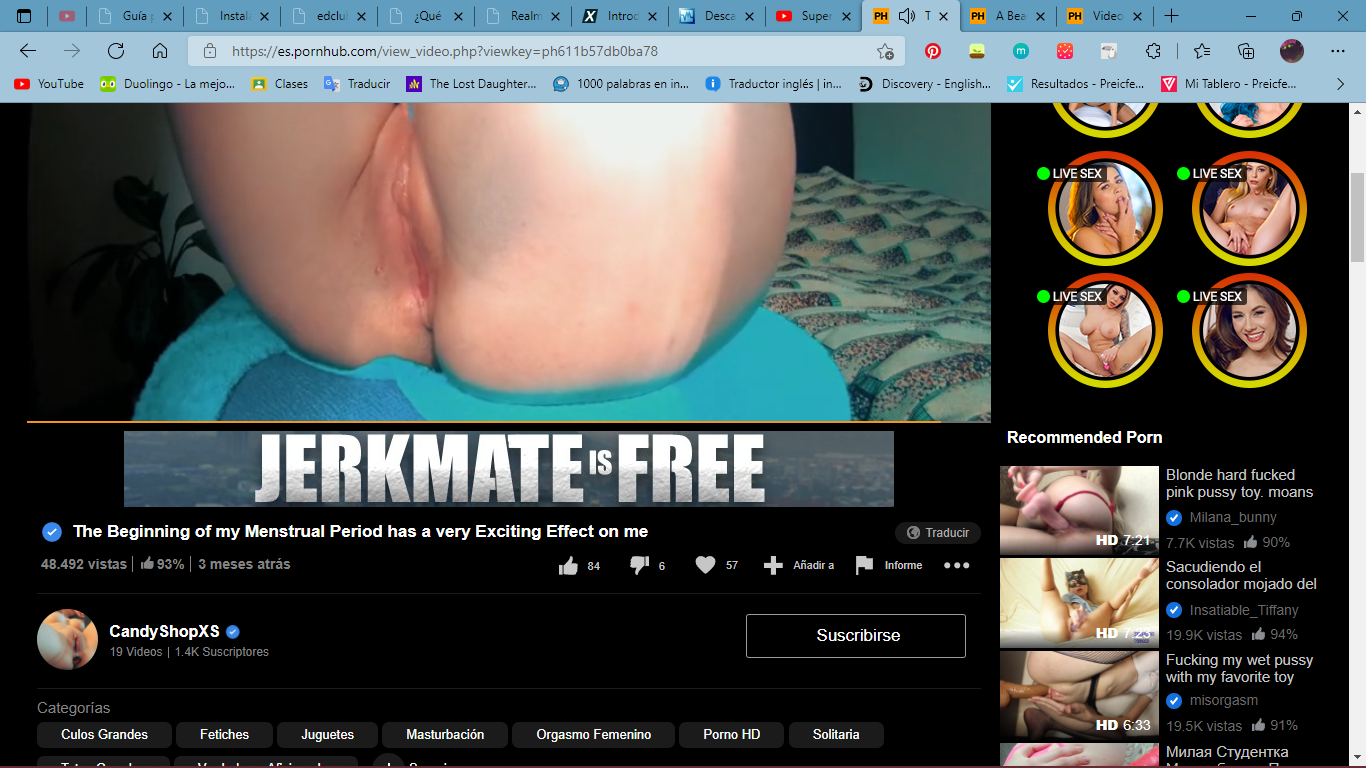 Guía p
Instala
edclul
¿Qué
Realm
Introd
Desca
Super
T
A Bea
Video
https://es.pornhub.com/view_video.php?viewkey=ph611b57db0ba78
YouTube
Duolingo - La mejo...
Clases
Traducir
The Lost Daughter...
1000 palabras en in...
Traductor inglés | in...
Discovery - English...
Resultados - Preicfe...
Mi Tablero - Preicfe...
LIVE SEX
LIVE SEX
LIVE SEX
LIVE SEX
JERKMATE IS FREE
The Beginning of my Menstrual Period has a very Exciting Effect on me
Traducir
48.492 vistas
93%
3 meses atrás
84
6
57
Añadir a
Informe
CandyShopXS
19 Videos | 1.4K Suscriptores
Suscribirse
Categorías
Culos Grandes
Fetiches
Juguetes
Masturbación
Orgasmo Femenino
Porno HD
Solitaria
Recommended Porn
HD 7:21
Blonde hard fucked
pink pussy toy. moans
Milana_bunny
7.7K vistas 90%
HD 7:23
Sacudiendo el
consolador mojado del
Insatiable_Tiffany
19.9K vistas 94%
HD 6:33
Fucking my wet pussy
with my favorite toy
misorgasm
19.5K vistas 91%
Милая Студентка